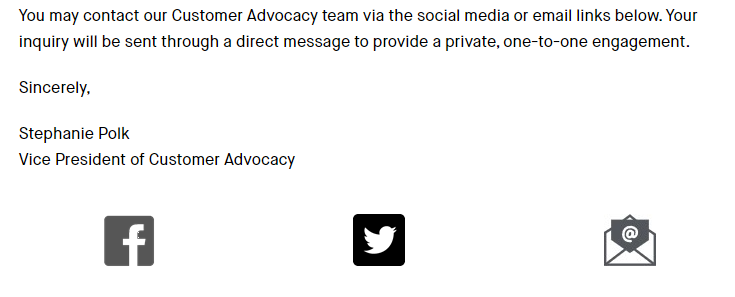 You may contact our Customer Advocacy team via the social media or email links below. Your
inquiry will be sent through a direct message to provide a private, one-to-one engagement.
Sincerely,
Stephanie Polk
Vice President of Customer Advocacy
f
@